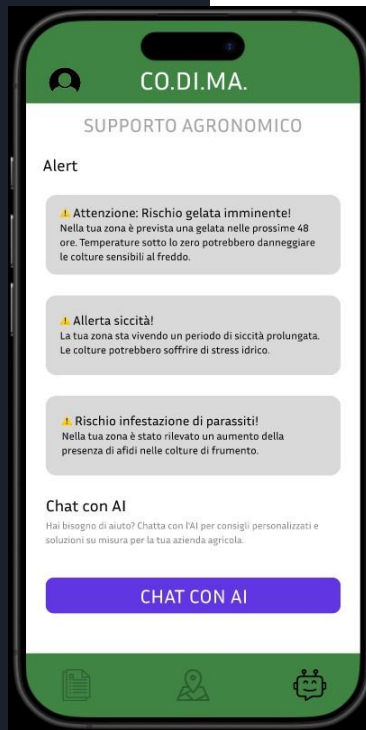 CO.DI.MA.
SUPPORTO AGRONOMICO
Alert
⚠️ Attenzione: Rischio gelata imminente!
Nella tua zona è prevista una gelata nelle prossime 48
ore. Temperature sotto lo zero potrebbero danneggiare
le colture sensibili al freddo.
⚠️ Allerta siccità!
La tua zona sta vivendo un periodo di siccità prolungata.
Le colture potrebbero soffrire di stress idrico.
⚠️ Rischio infestazione di parassiti!
Nella tua zona è stato rilevato un aumento della
presenza di afidi nelle colture di frumento.
Chat con AI
Hai bisogno di aiuto? Chatta con l'AI per consigli personalizzati e
soluzioni su misura per la tua azienda agricola.
CHAT CON AI